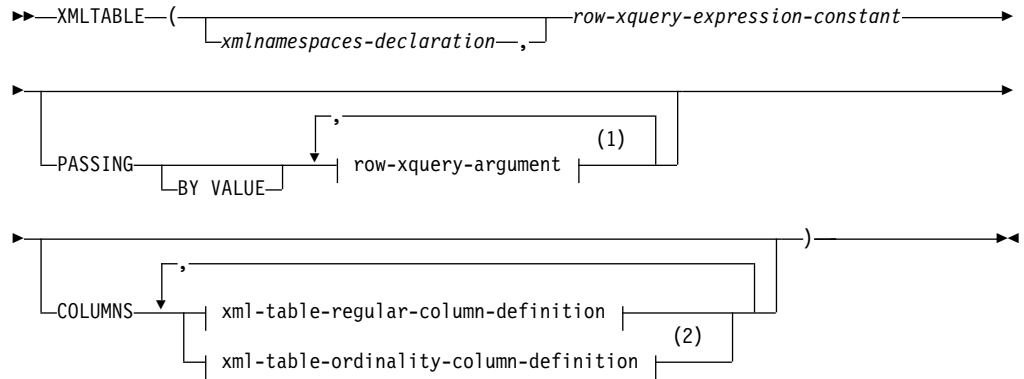 XMLTABLE ( row-xquery-expression-constant
xmlnamespaces-declaration ,
,
(1)
PASSING row-xquery-argument
BY VALUE
)
,
COLUMNS xml-table-regular-column-definition
(2)
xml-table-ordinality-column-definition